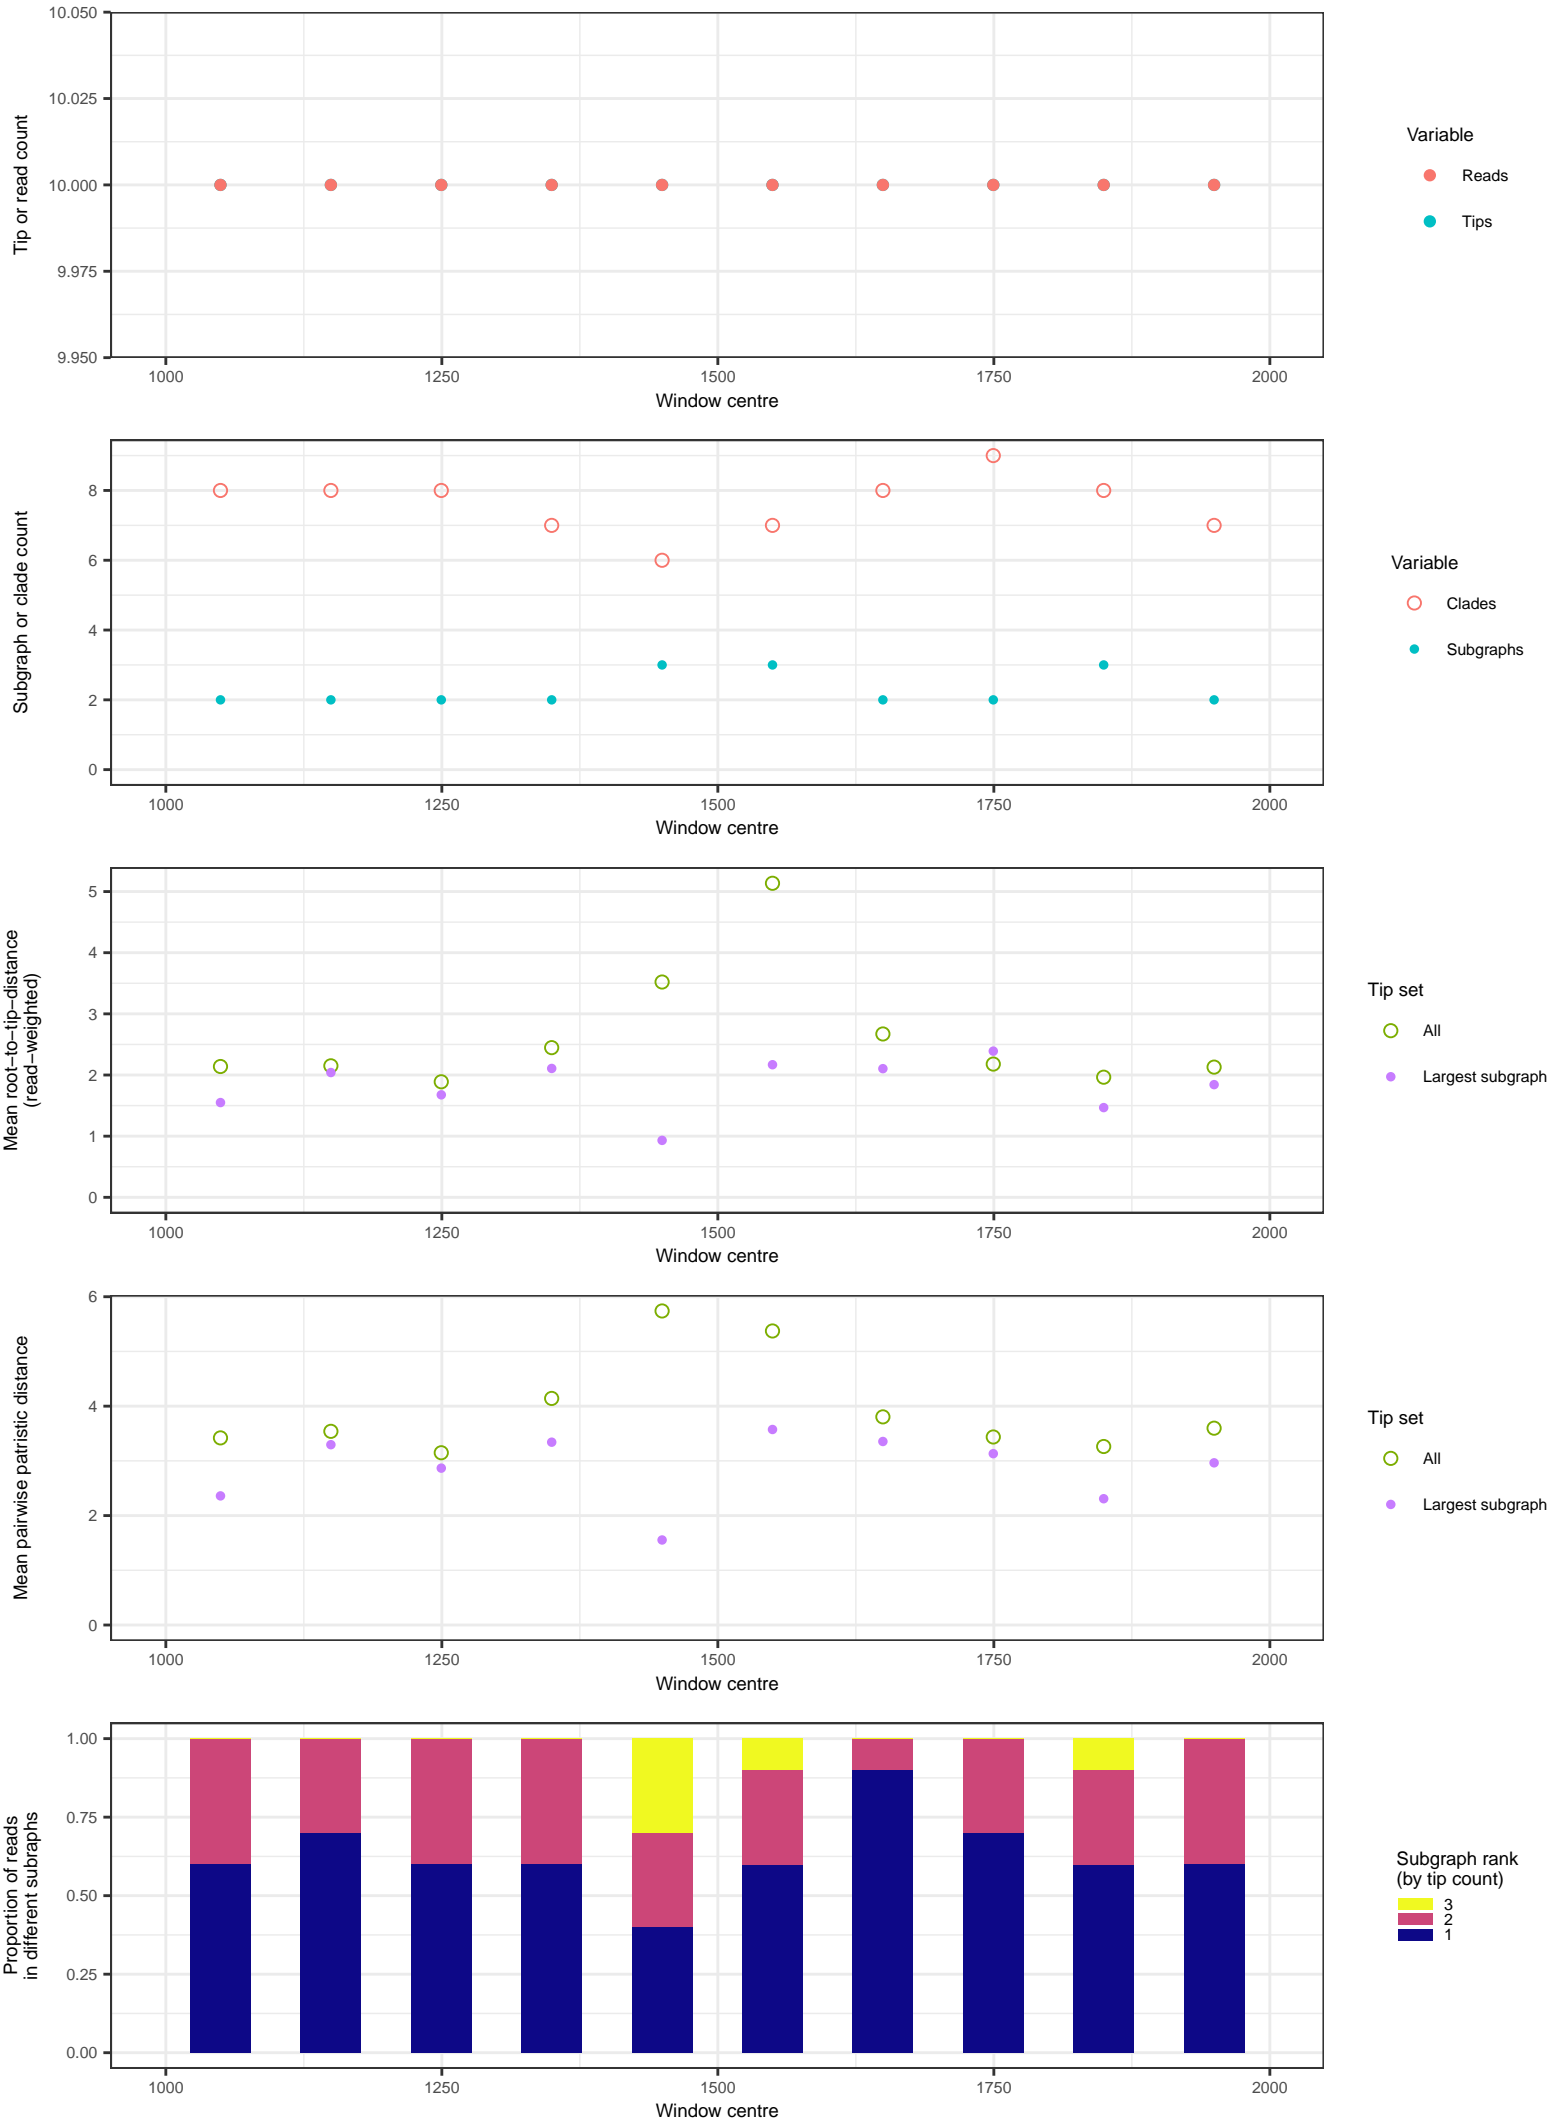 10.050
10.025
10.000
9.975
9.950
Tip or read count
1000 1250 1500 1750 2000
Window centre
Variable
Reads
Tips
8
6
4
2
0
Subgraph or clade count
1000 1250 1500 1750 2000
Window centre
Variable
Clades
Subgraphs
5
4
3
2
1
0
Mean root−to−tip−distance
(read−weighted)
1000 1250 1500 1750 2000
Window centre
Tip set
All
Largest subgraph
6
4
2
0
Mean pairwise patristic distance
1000 1250 1500 1750 2000
Window centre
Tip set
All
Largest subgraph
1.00
0.75
0.50
0.25
0.00
Proportion of reads
in different subraphs
1000 1250 1500 1750 2000
Window centre
Subgraph rank
(by tip count)
3
2
1